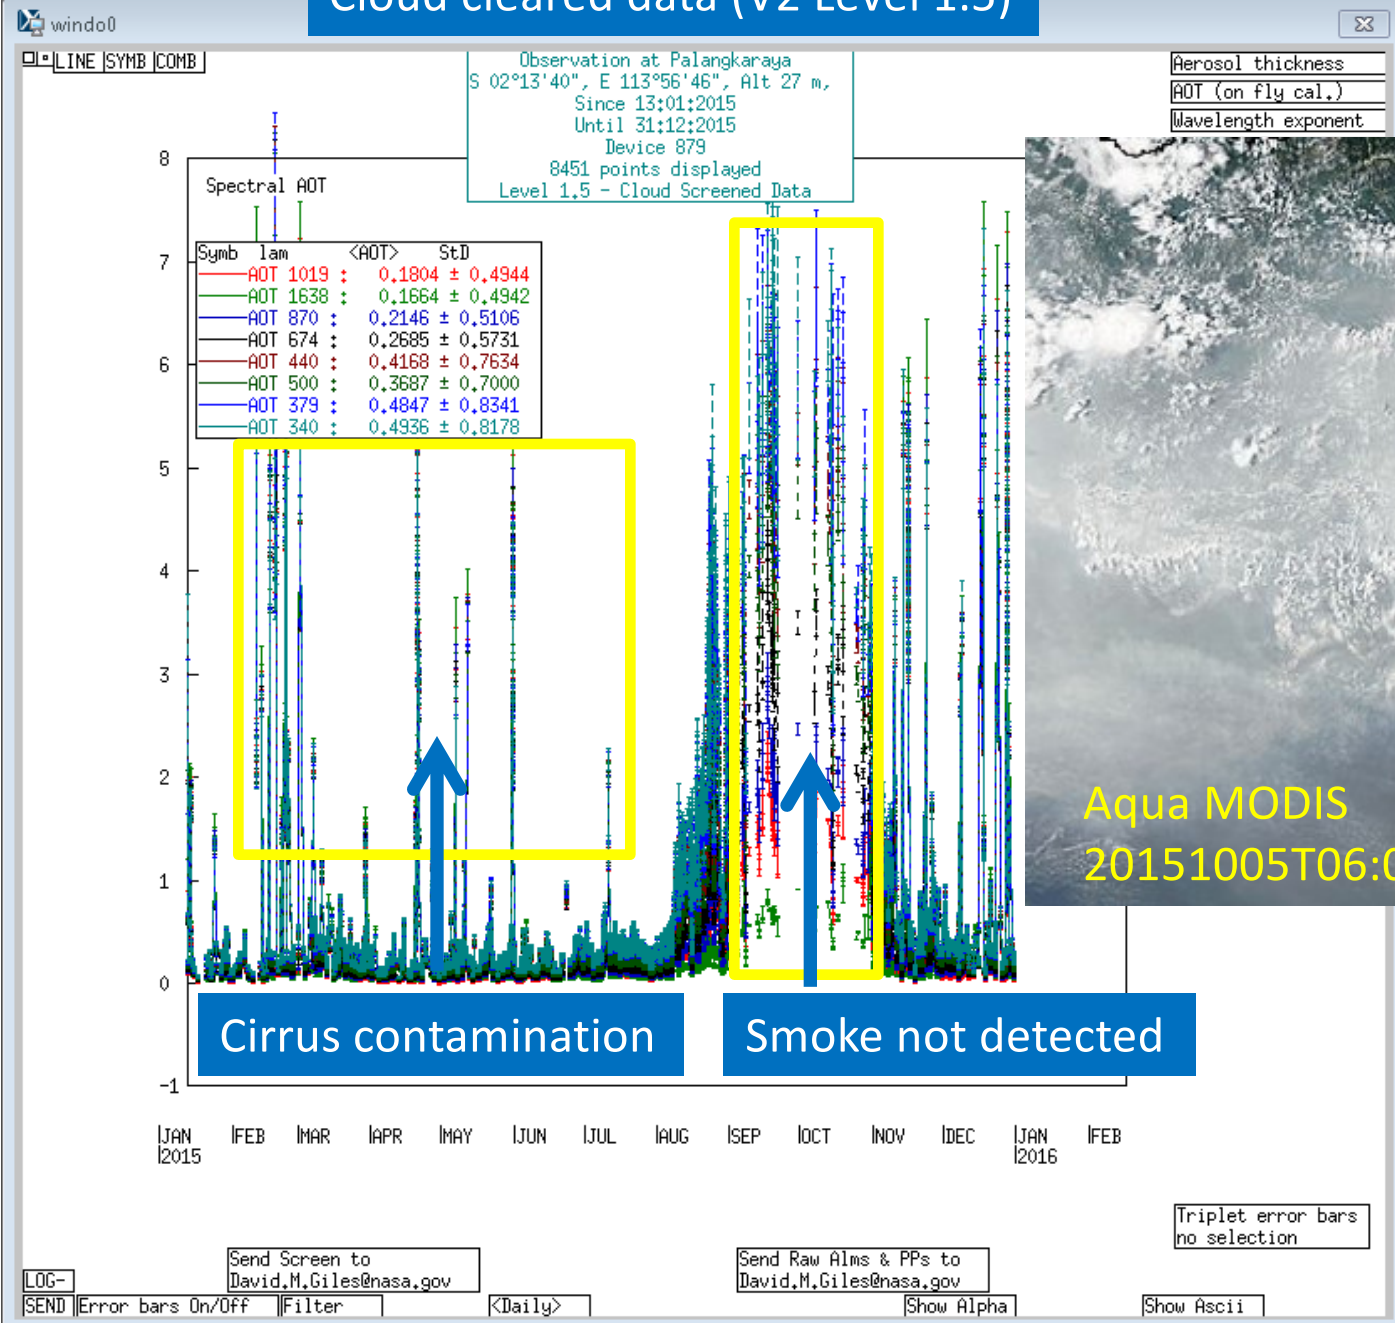 Cloud cleared data (V2 Level 1.5)
windo0
LINE SYMB COMB
Observation at Palangkaraya
S 02°13'40", E 113°56'46", Alt 27 m,
Since 13:01:2015
Until 31:12:2015
Device 879
8451 points displayed
Level 1.5 - Cloud Screened Data
Aerosol thickness
AOT (on fly cal.)
Wavelength exponent
Spectral AOT
Symb lam <AOT> StD
AOT 1019 : 0.1804 ± 0.4944
AOT 1638 : 0.1664 ± 0.4942
AOT 870 : 0.2146 ± 0.5106
AOT 674 : 0.2685 ± 0.5731
AOT 440 : 0.4168 ± 0.7634
AOT 500 : 0.3687 ± 0.7000
AOT 379 : 0.4847 ± 0.8341
AOT 340 : 0.4936 ± 0.8178
8
7
6
5
4
3
2
1
0
-1
Aqua MODIS
20151005T06:0
Cirrus contamination
Smoke not detected
JAN FEB MAR APR MAY JUN JUL AUG SEP OCT NOV DEC JAN FEB
2015 2016
Triplet error bars
no selection
Send Screen to
David.M.Giles@nasa.gov
Send Raw Alms & PPs to
David.M.Giles@nasa.gov
LOG-
SEND Error bars On/Off Filter <Daily> Show Alpha Show Ascii